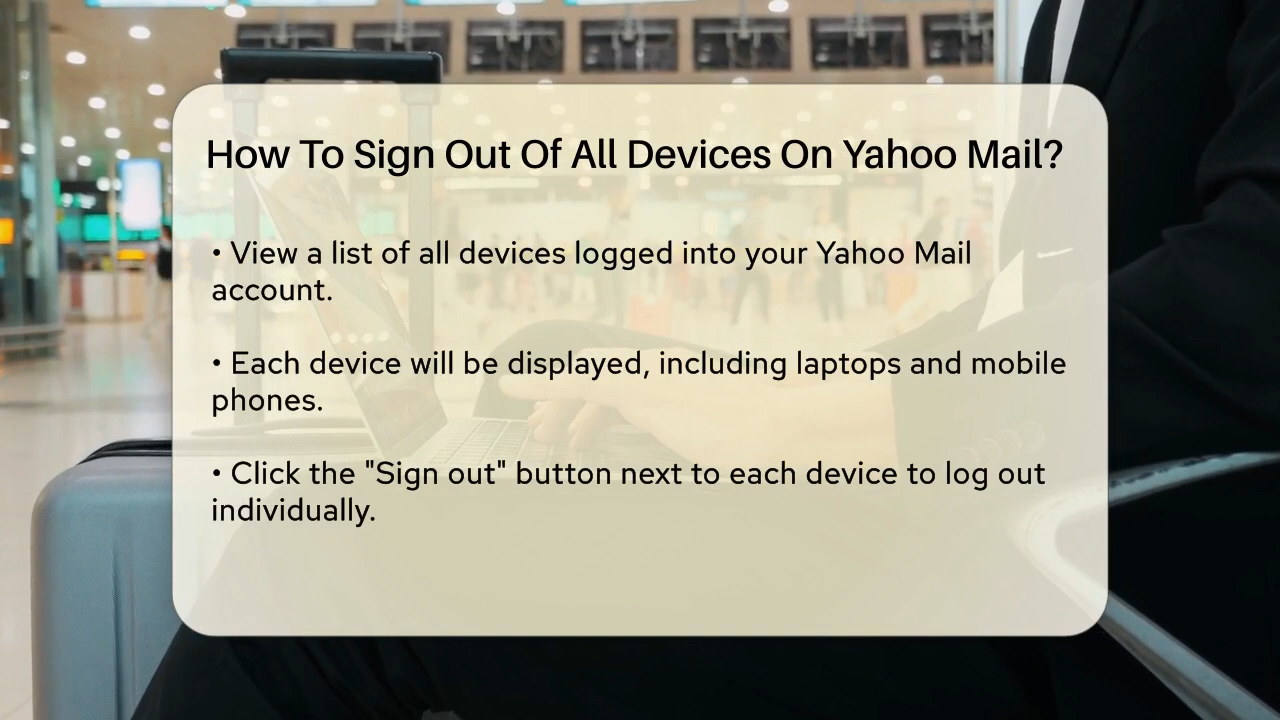 How To Sign Out Of All Devices On Yahoo Mail?
• View a list of all devices logged into your Yahoo Mail
account.
• Each device will be displayed, including laptops and mobile
phones.
• Click the "Sign out" button next to each device to log out
individually.